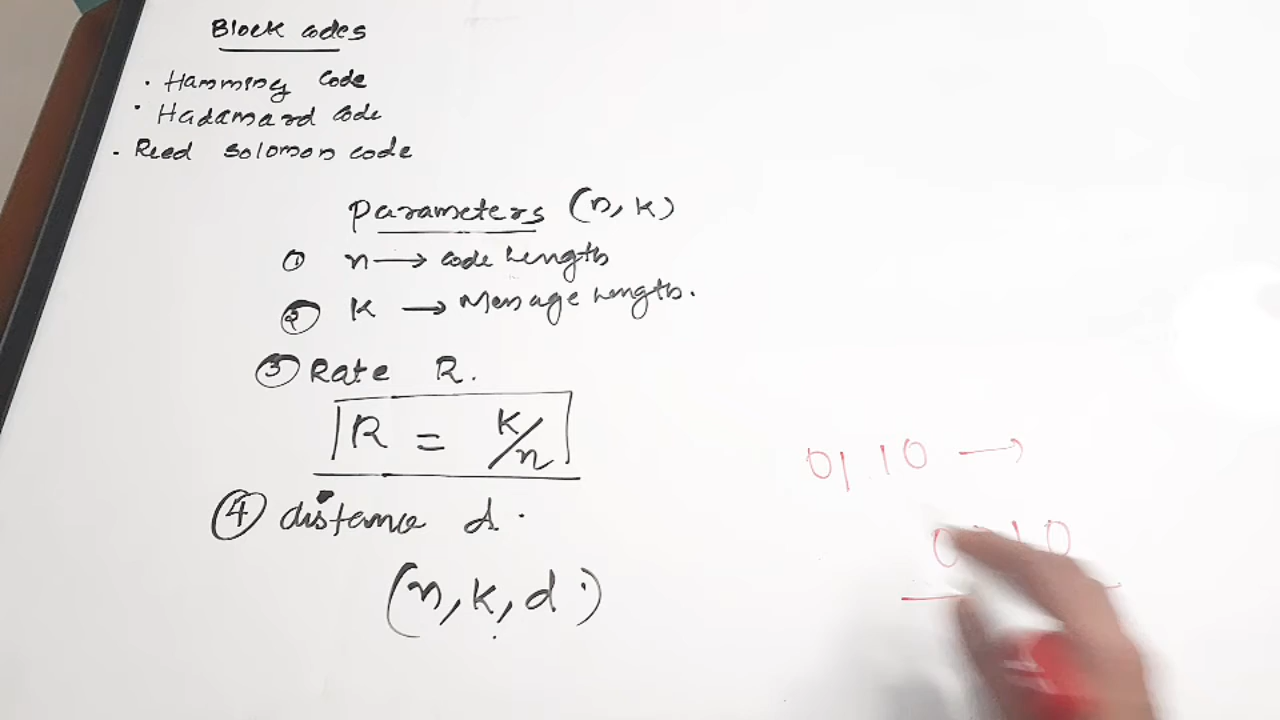 Block codes
· Hamming Code
· Hadamard code
· Reed Solomon code
Parameters (n, k)
① n → code Length
② K → Message Length.
③ Rate R.
R = K/n
④ distance d.
(n, k, d)
0110 →